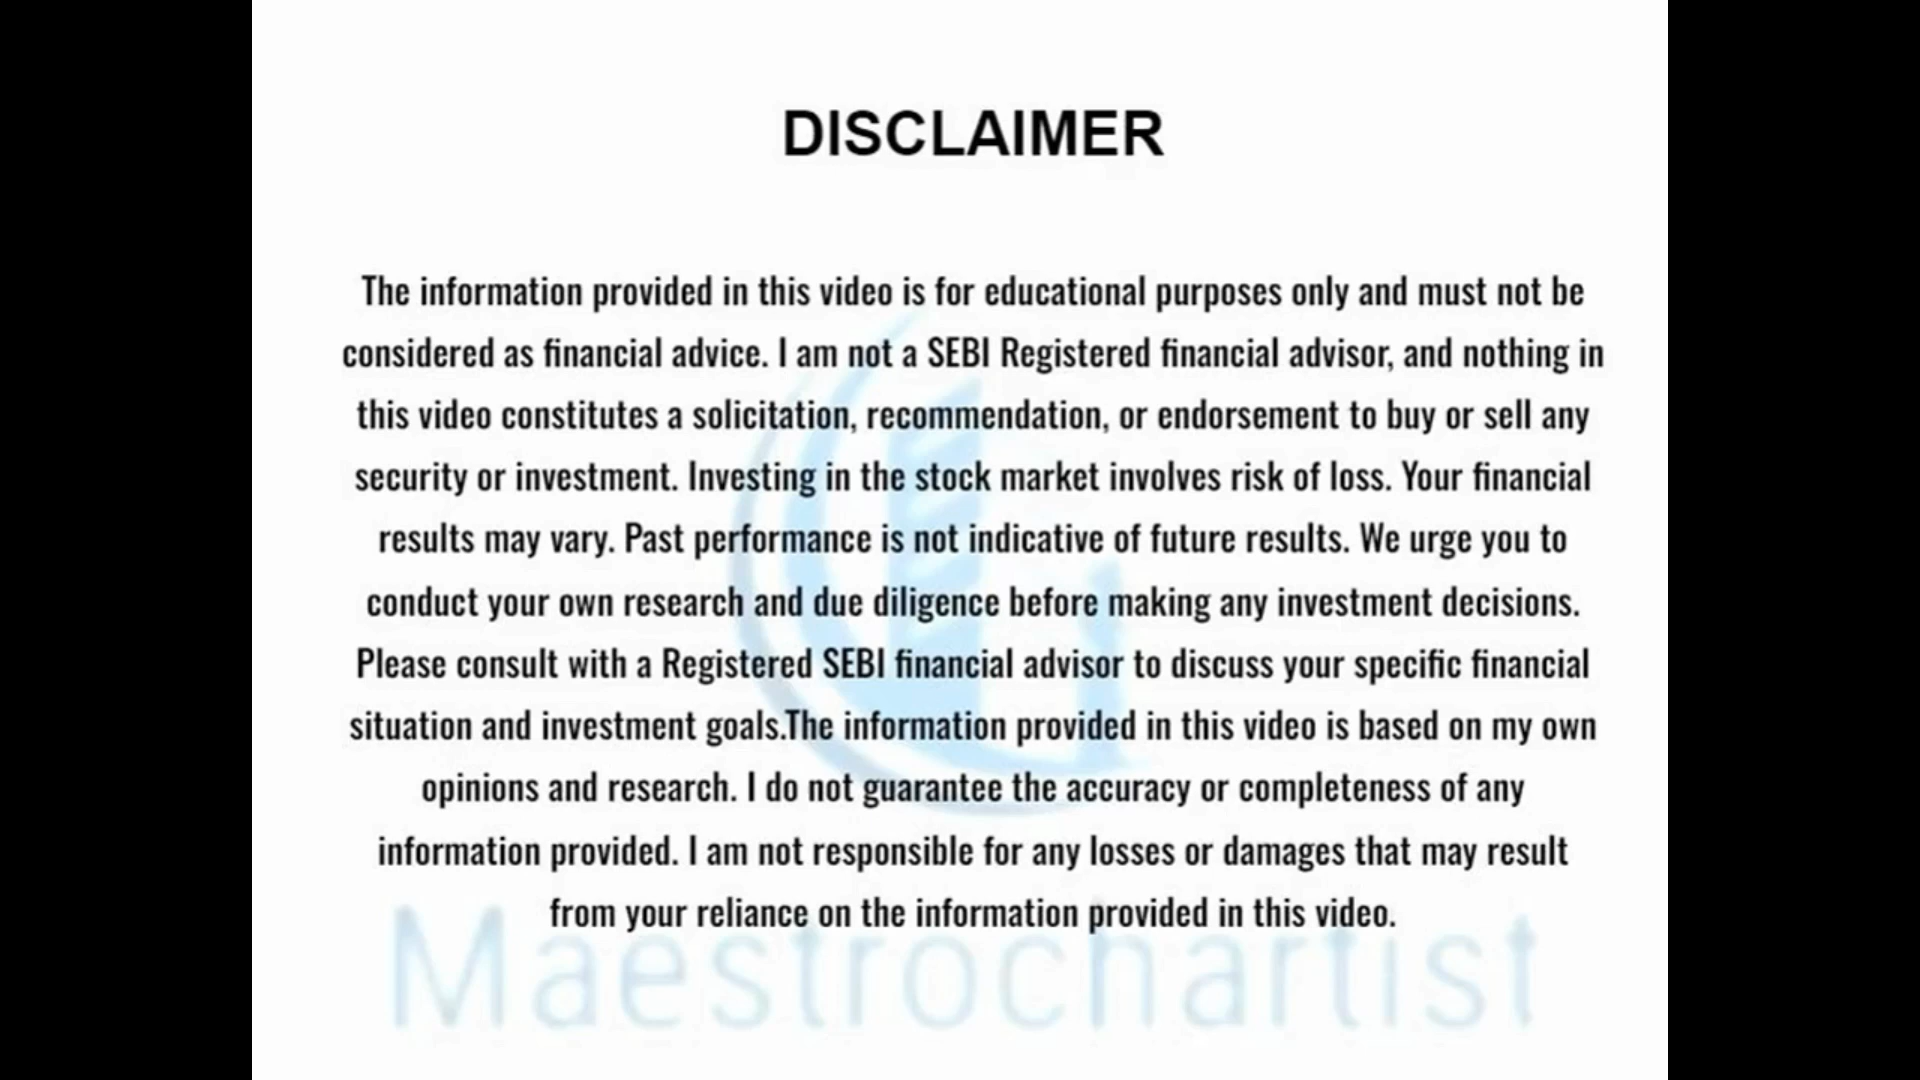 DISCLAIMER
The information provided in this video is for educational purposes only and must not be
considered as financial advice. I am not a SEBI Registered financial advisor, and nothing in
this video constitutes a solicitation, recommendation, or endorsement to buy or sell any
security or investment. Investing in the stock market involves risk of loss. Your financial
results may vary. Past performance is not indicative of future results. We urge you to
conduct your own research and due diligence before making any investment decisions.
Please consult with a Registered SEBI financial advisor to discuss your specific financial
situation and investment goals.The information provided in this video is based on my own
opinions and research. I do not guarantee the accuracy or completeness of any
information provided. I am not responsible for any losses or damages that may result
from your reliance on the information provided in this video.
Maestrochartist